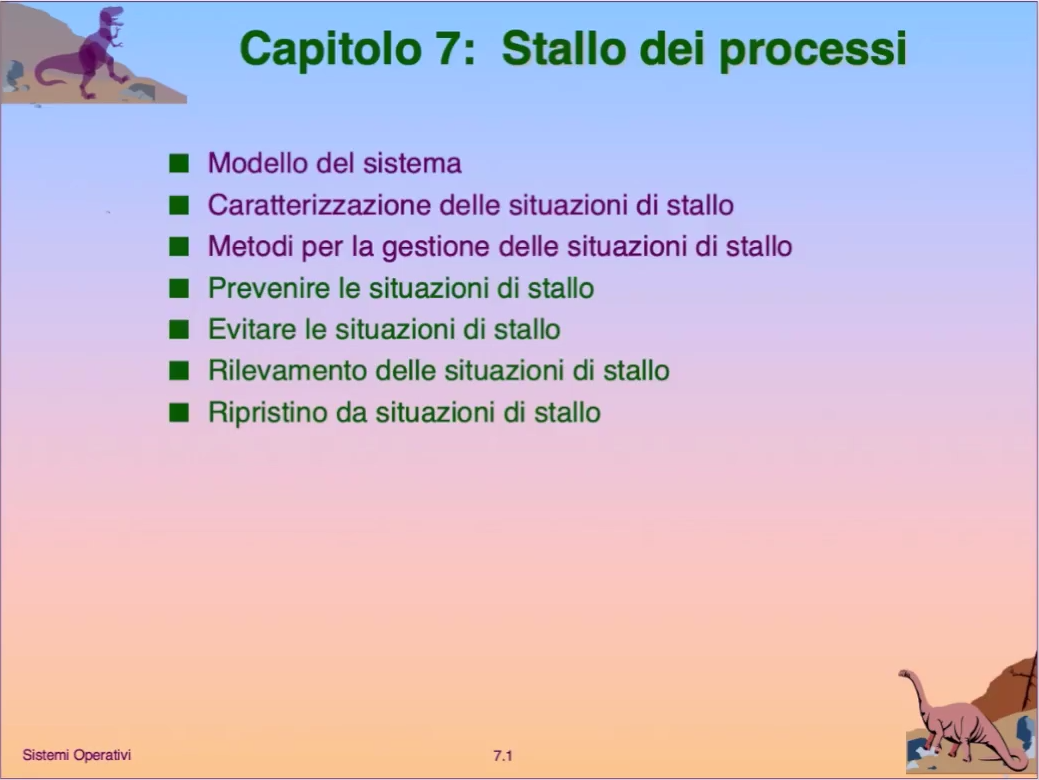 Capitolo 7: Stallo dei processi
Modello del sistema
Caratterizzazione delle situazioni di stallo
Metodi per la gestione delle situazioni di stallo
Prevenire le situazioni di stallo
Evitare le situazioni di stallo
Rilevamento delle situazioni di stallo
Ripristino da situazioni di stallo
Sistemi Operativi
7.1